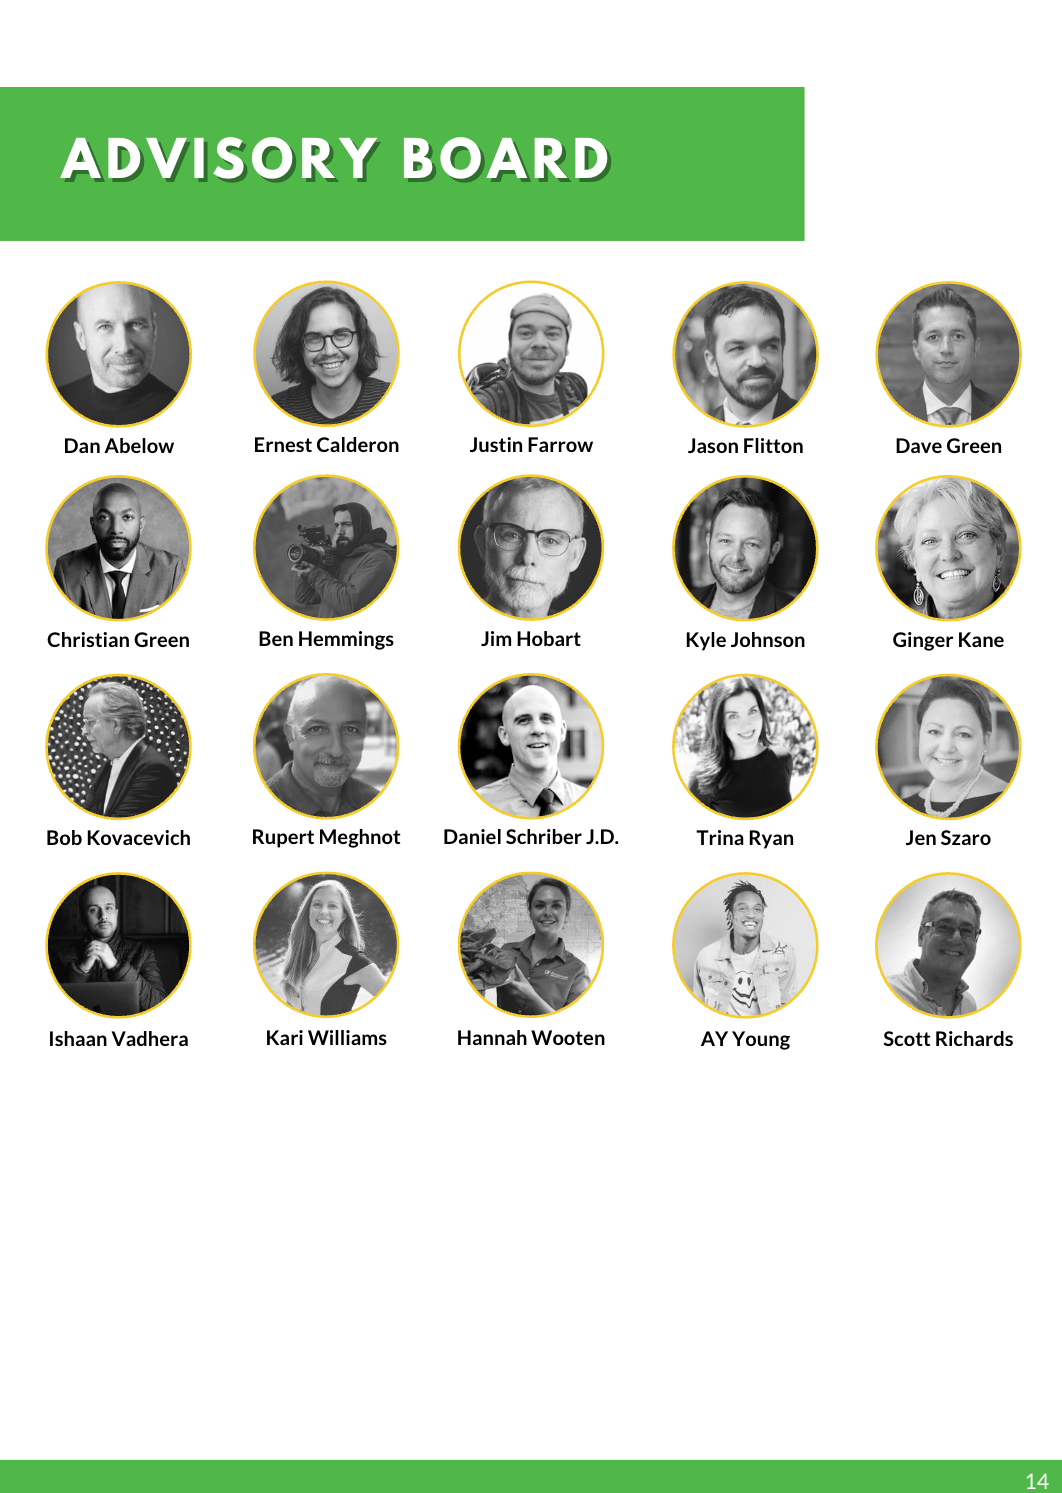 ADVISORY BOARD
Dan Abelow
Ernest Calderon
Justin Farrow
Jason Flitton
Dave Green
Christian Green
Ben Hemmings
Jim Hobart
Kyle Johnson
Ginger Kane
Bob Kovacevich
Rupert Meghnot
Daniel Schriber J.D.
Trina Ryan
Jen Szaro
Ishaan Vadhera
Kari Williams
Hannah Wooten
AY Young
Scott Richards
14